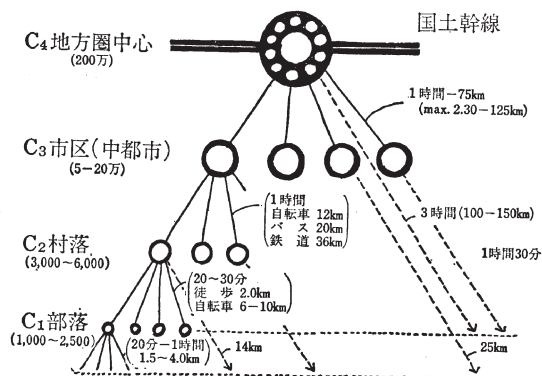 国土幹線
C₄地方圏中心
(200万)
1時間-75km
(max. 2.30-125km)
C₃市区(中都市)
(5-20万)
1時間
自転車 12km
バス 20km
鉄道 36km
3時間(100-150km)
1時間30分
C₂村落
(3,000~6,000)
20~30分
徒歩 2.0km
自転車 6-10km
C₁部落
(1,000~2,500)
20分-1時間
1.5~4.0km
14km
25km